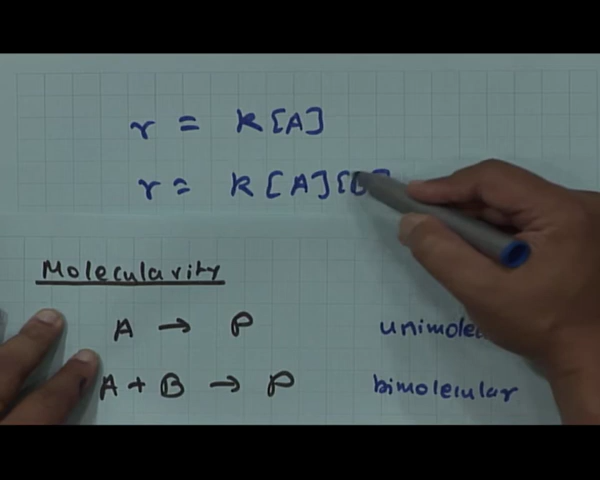 r = K[A]
r = K[A][
Molecularity
A → P
A + B → P
bimolecular